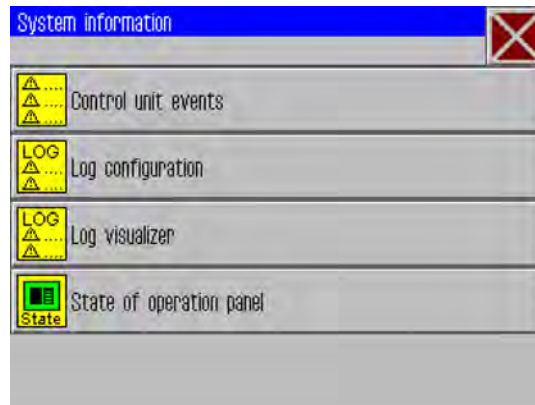 System information
....
....
....
Control unit events
LOG
....
....
Log configuration
LOG
....
....
Log visualizer
State
State of operation panel